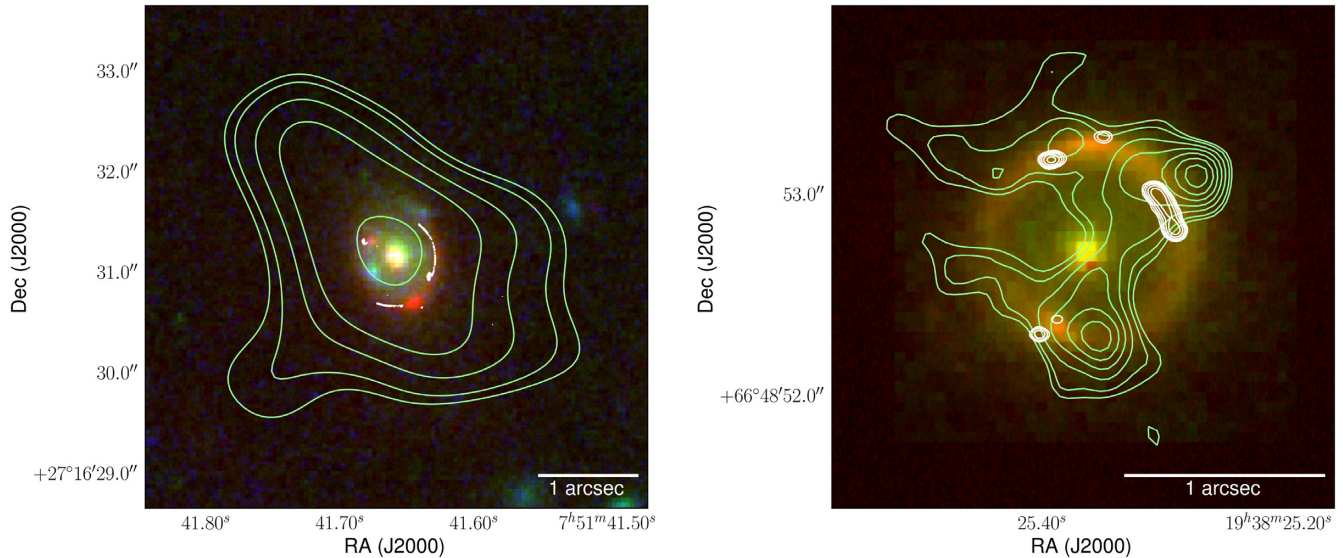 33.0″
32.0″
31.0″
30.0″
+27°16′29.0″
Dec (J2000)
1 arcsec
41.80ˢ 41.70ˢ 41.60ˢ 7ʰ51ᵐ41.50ˢ
RA (J2000)
53.0″
+66°48′52.0″
Dec (J2000)
1 arcsec
25.40ˢ 19ʰ38ᵐ25.20ˢ
RA (J2000)